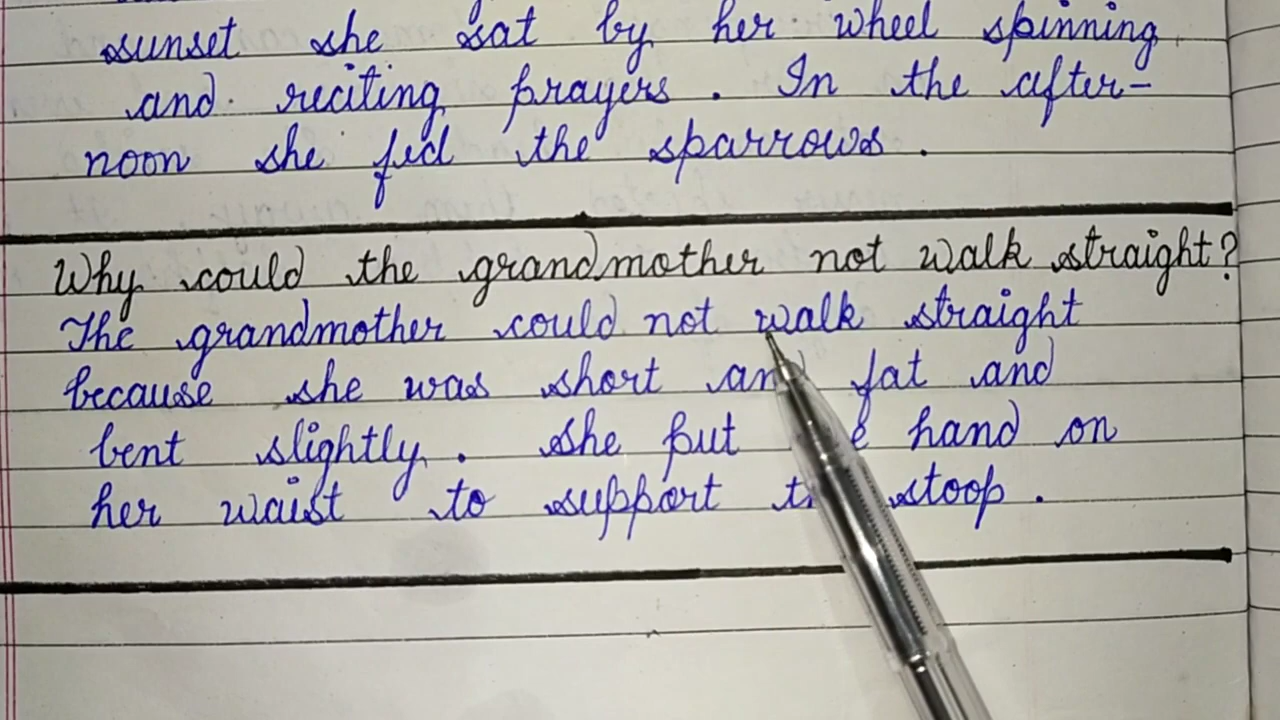 sunset she sat by her wheel spinning
and reciting prayers. In the after-
noon she fed the sparrows.
Why could the grandmother not walk straight?
The grandmother could not walk straight
because she was short and fat and
bent slightly. She put hand on
her waist to support stoop.